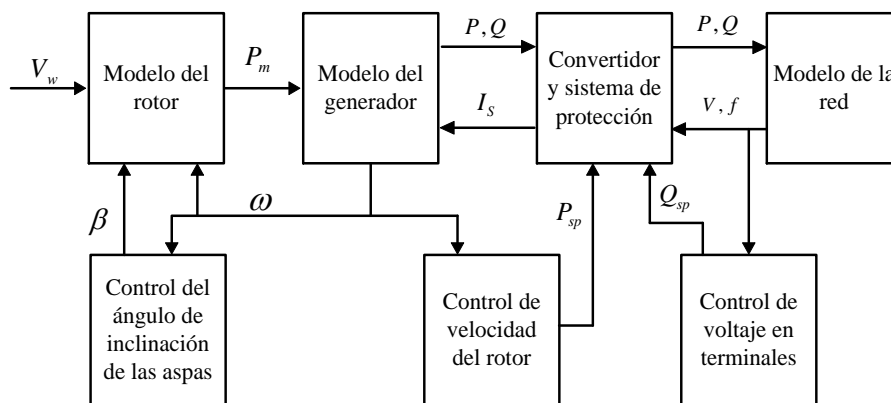 V_w
Modelo del
rotor
P_m
Modelo del
generador
P, Q
I_S
Convertidor
y sistema de
protección
P, Q
V, f
Modelo de la
red
β
ω
P_sp
Q_sp
Control del
ángulo de
inclinación
de las aspas
Control de
velocidad
del rotor
Control de
voltaje en
terminales